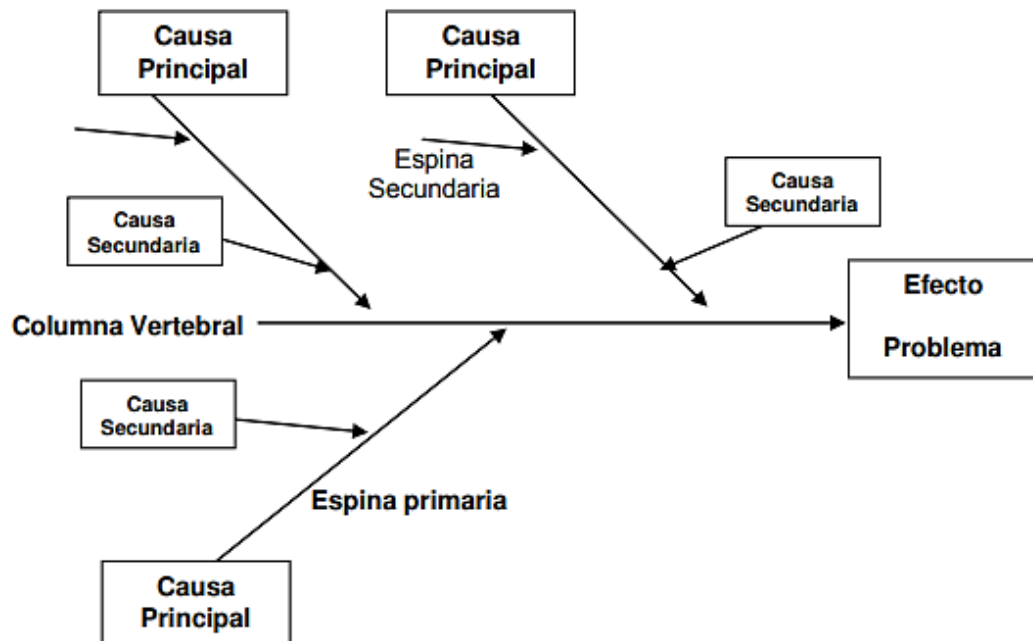 Causa
Principal
Causa
Principal
Espina
Secundaria
Causa
Secundaria
Causa
Secundaria
Efecto
Problema
Columna Vertebral
Causa
Secundaria
Espina primaria
Causa
Principal